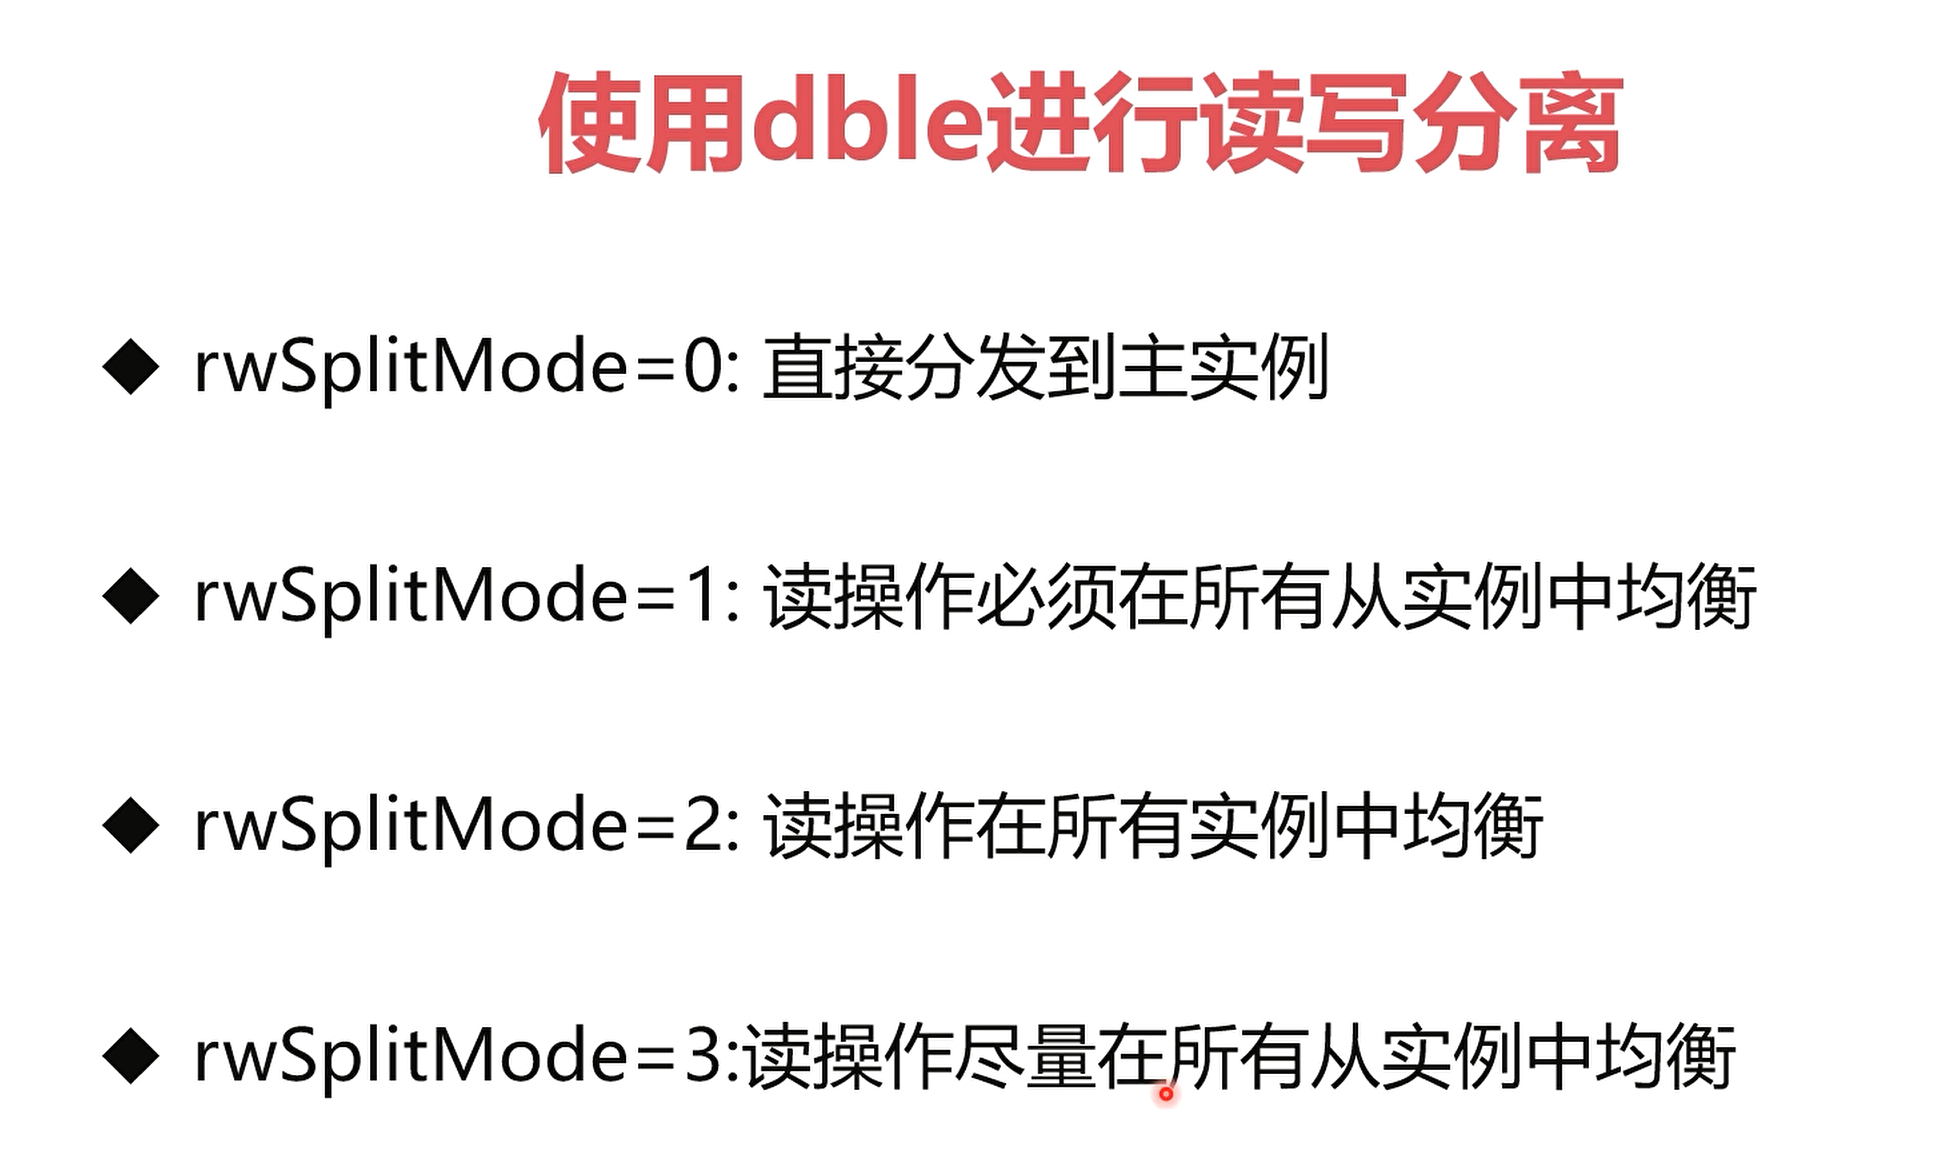 使用dble进行读写分离
◆ rwSplitMode=0: 直接分发到主实例
◆ rwSplitMode=1: 读操作必须在所有从实例中均衡
◆ rwSplitMode=2: 读操作在所有实例中均衡
◆ rwSplitMode=3:读操作尽量在所有从实例中均衡